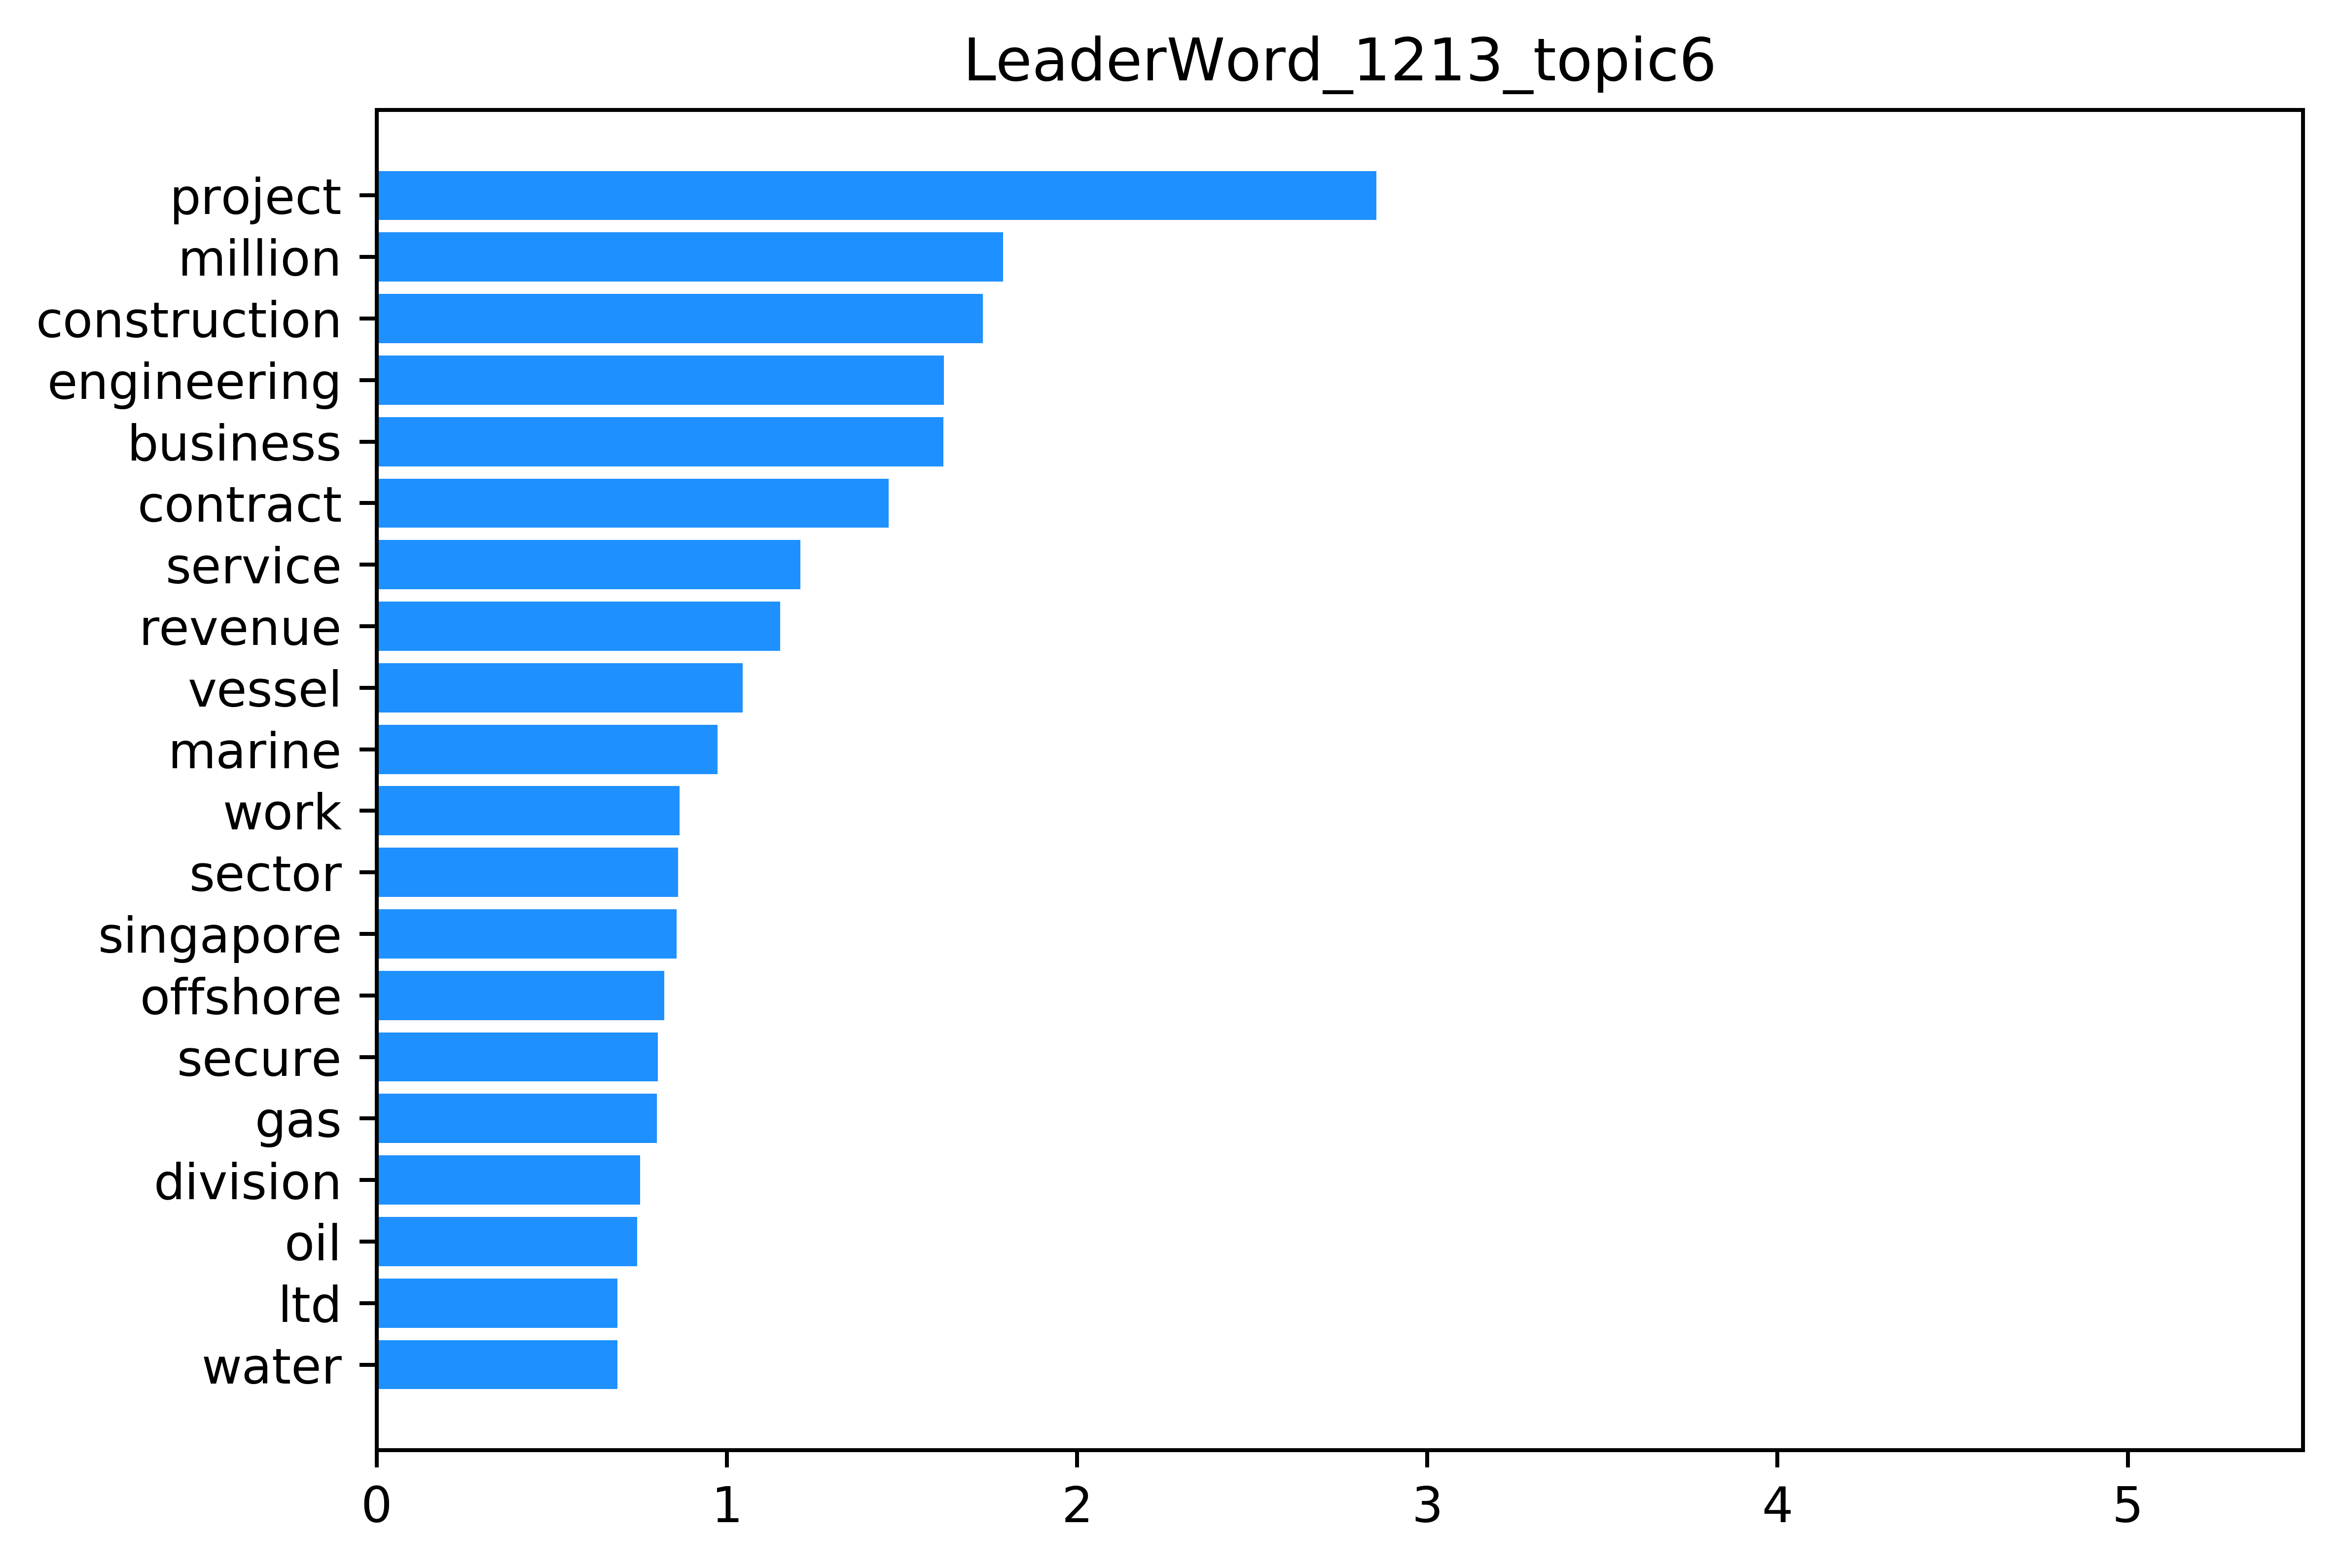 LeaderWord_1213_topic6
project
million
construction
engineering
business
contract
service
revenue
vessel
marine
work
sector
singapore
offshore
secure
gas
division
oil
ltd
water
0 1 2 3 4 5